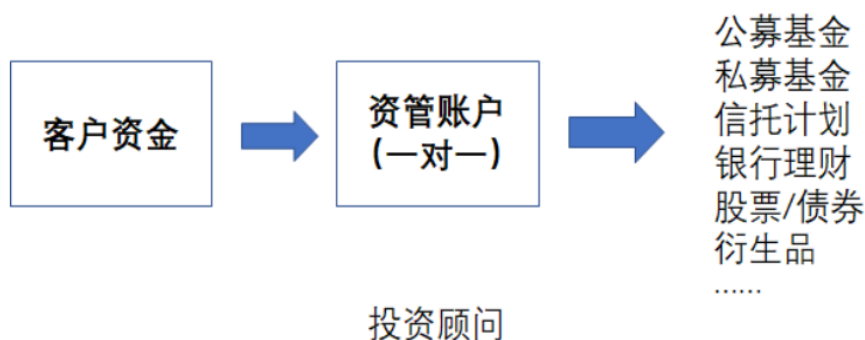 客户资金
资管账户
(一对一)
公募基金
私募基金
信托计划
银行理财
股票/债券
衍生品
......
投资顾问